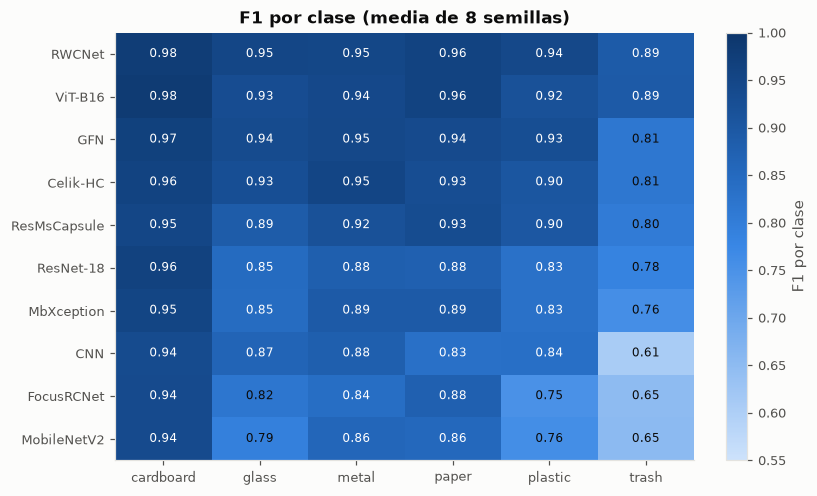 F1 por clase (media de 8 semillas)
RWCNet 0.98 0.95 0.95 0.96 0.94 0.89
ViT-B16 0.98 0.93 0.94 0.96 0.92 0.89
GFN 0.97 0.94 0.95 0.94 0.93 0.81
Celik-HC 0.96 0.93 0.95 0.93 0.90 0.81
ResMsCapsule 0.95 0.89 0.92 0.93 0.90 0.80
ResNet-18 0.96 0.85 0.88 0.88 0.83 0.78
MbXception 0.95 0.85 0.89 0.89 0.83 0.76
CNN 0.94 0.87 0.88 0.83 0.84 0.61
FocusRCNet 0.94 0.82 0.84 0.88 0.75 0.65
MobileNetV2 0.94 0.79 0.86 0.86 0.76 0.65
cardboard glass metal paper plastic trash
1.00
0.95
0.90
0.85
0.80
0.75
0.70
0.65
0.60
0.55
F1 por clase